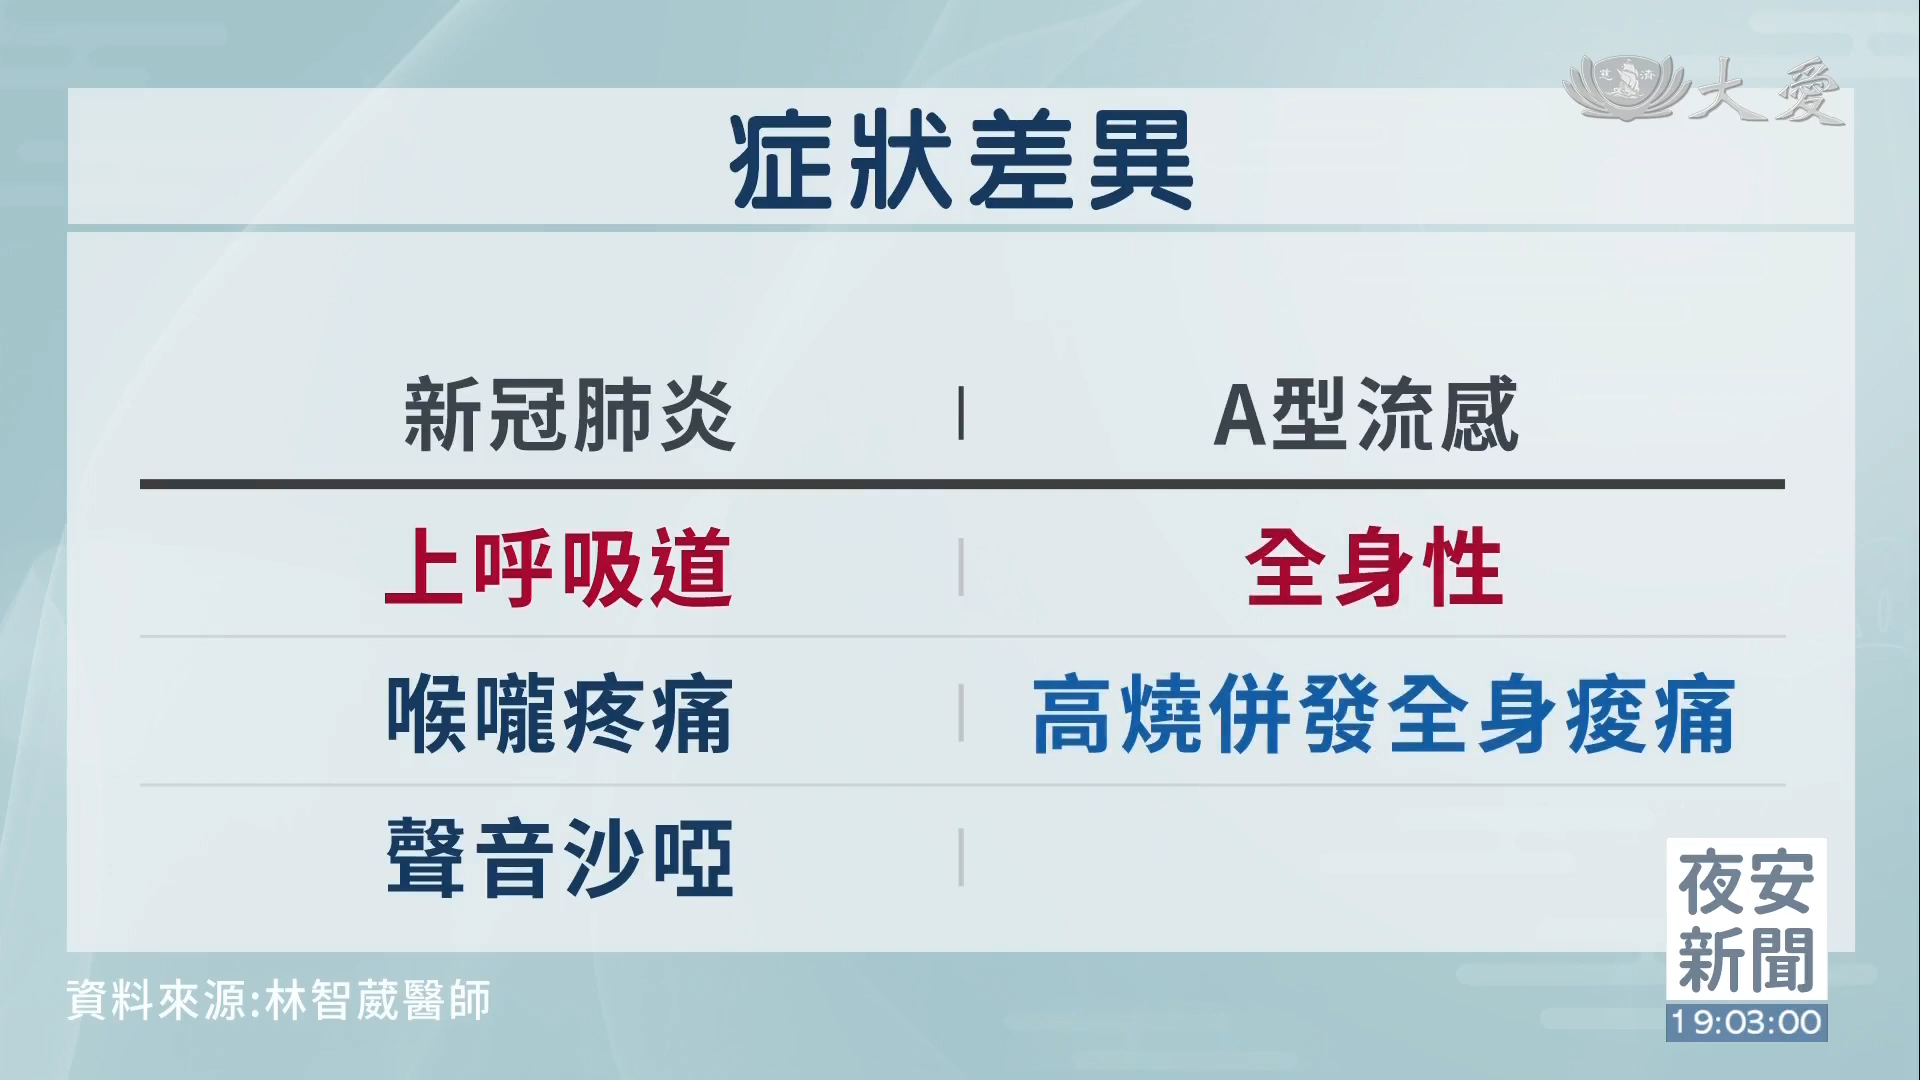 大愛
慈濟
症狀差異
新冠肺炎 A型流感
上呼吸道 全身性
喉嚨疼痛 高燒併發全身痠痛
聲音沙啞
夜安
新聞
19:03:00
資料來源:林智葳醫師